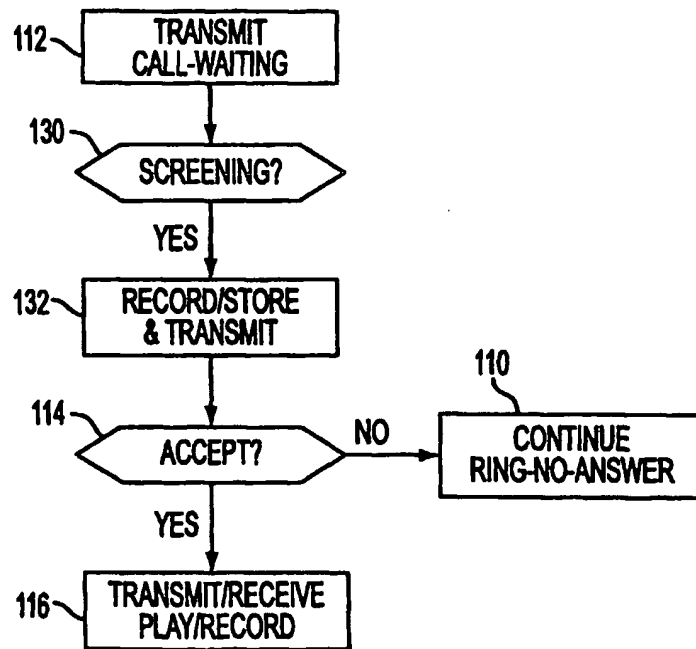 112
TRANSMIT
CALL-WAITING
130
SCREENING?
YES
132
RECORD/STORE
& TRANSMIT
114
ACCEPT?
NO
110
CONTINUE
RING-NO-ANSWER
YES
116
TRANSMIT/RECEIVE
PLAY/RECORD